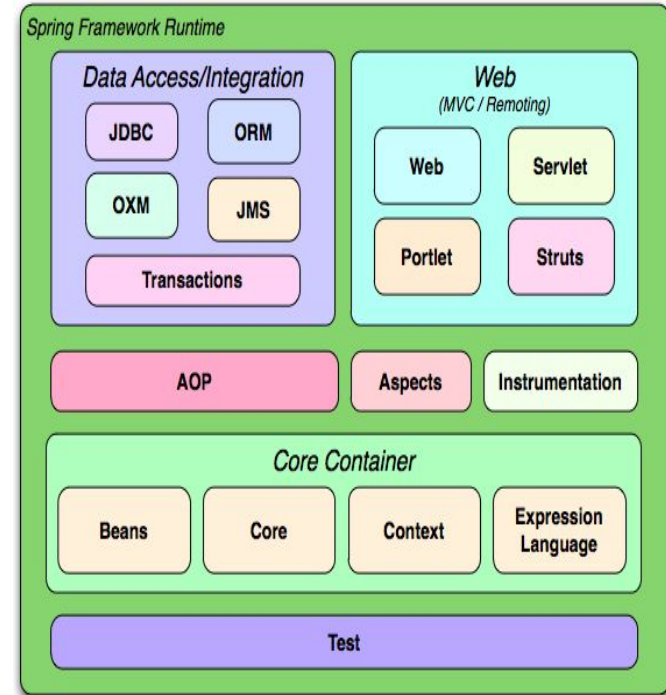 Spring Framework Runtime
Data Access/Integration
JDBC
ORM
OXM
JMS
Transactions
Web
(MVC / Remoting)
Web
Servlet
Portlet
Struts
AOP
Aspects
Instrumentation
Core Container
Beans
Core
Context
Expression
Language
Test